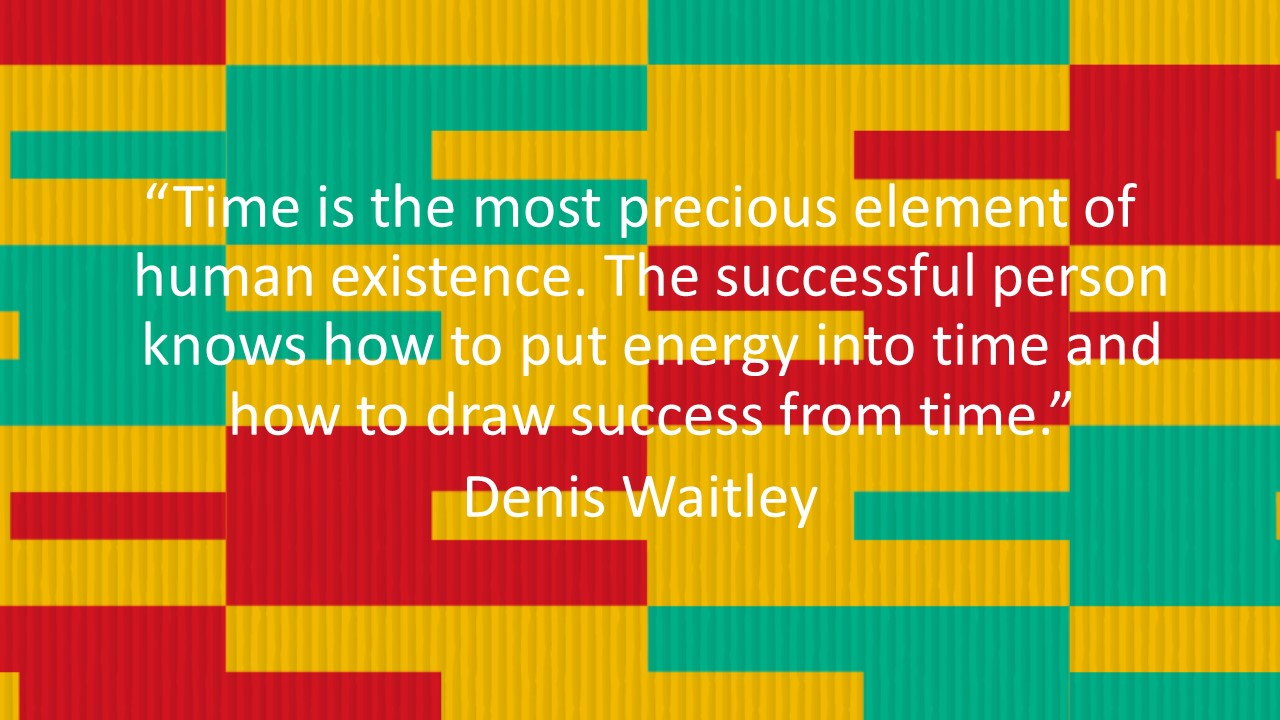 “Time is the most precious element of
human existence. The successful person
knows how to put energy into time and
how to draw success from time.”
Denis Waitley